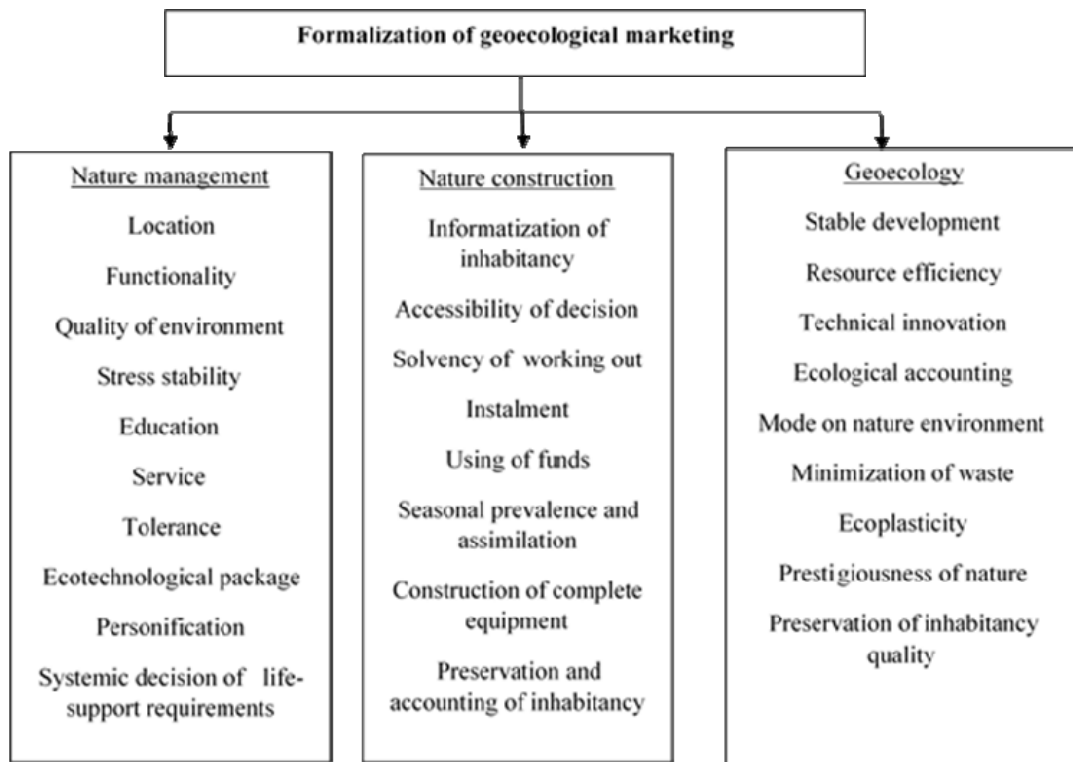 Formalization of geoecological marketing
Nature management
Location
Functionality
Quality of environment
Stress stability
Education
Service
Tolerance
Ecotechnological package
Personification
Systemic decision of life-
support requirements
Nature construction
Informatization of
inhabitancy
Accessibility of decision
Solvency of working out
Instalment
Using of funds
Seasonal prevalence and
assimilation
Construction of complete
equipment
Preservation and
accounting of inhabitancy
Geoecology
Stable development
Resource efficiency
Technical innovation
Ecological accounting
Mode on nature environment
Minimization of waste
Ecoplasticity
Prestigiousness of nature
Preservation of inhabitancy
quality